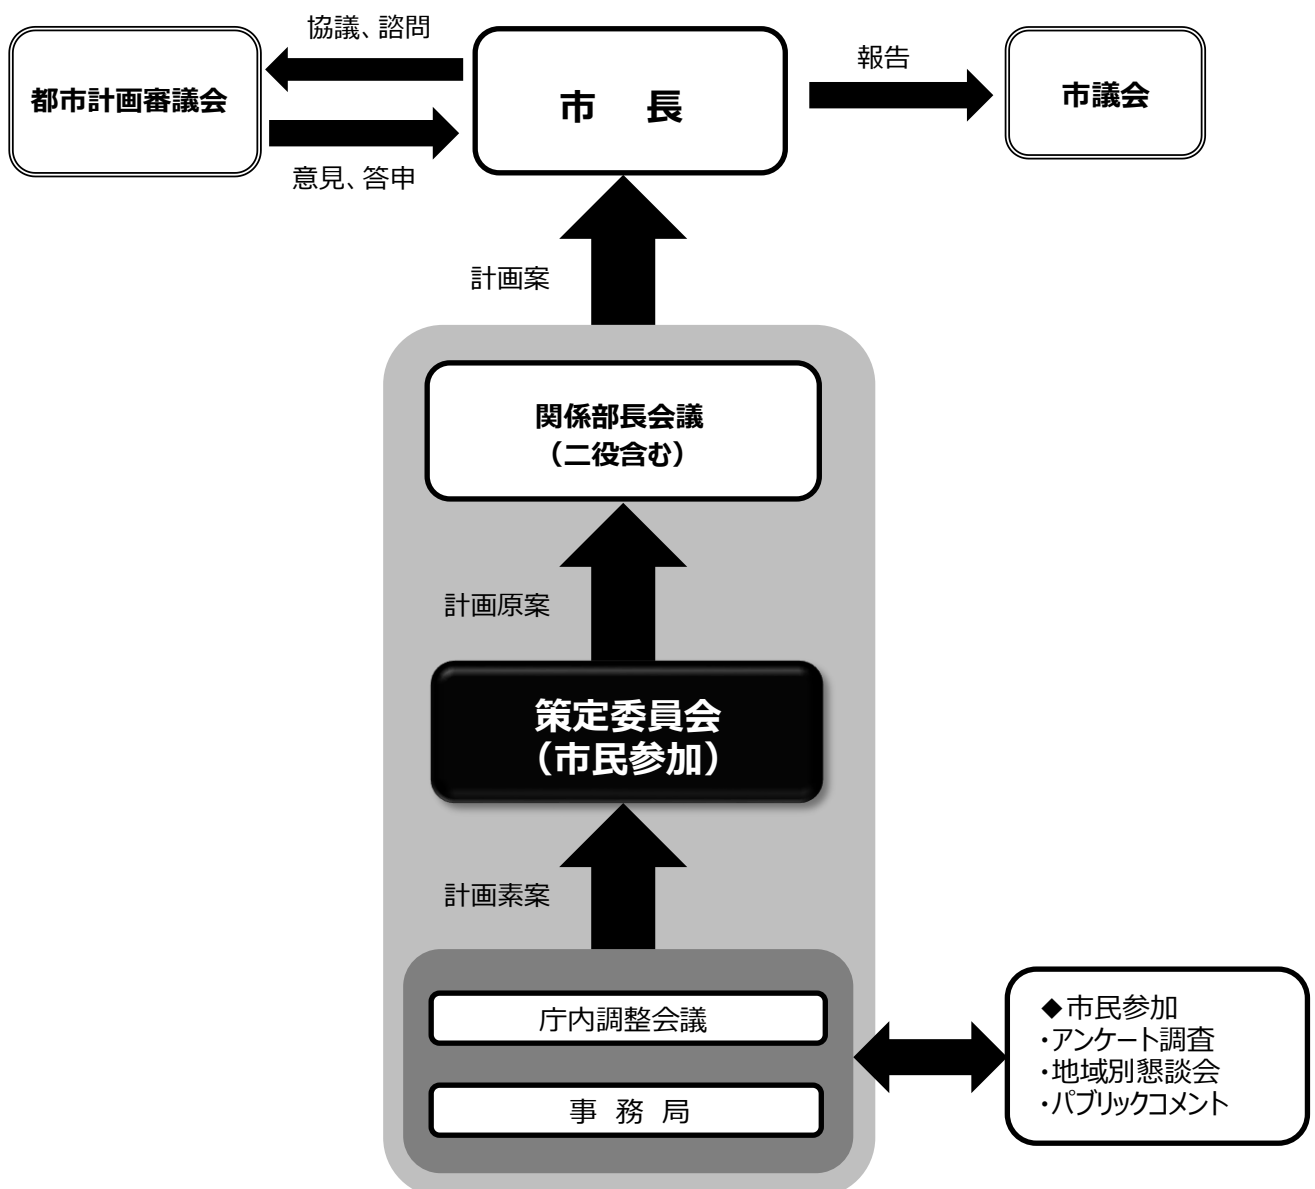 協議、諮問
都市計画審議会
市　長
報告
市議会
意見、答申
計画案
関係部長会議
（二役含む）
計画原案
策定委員会
（市民参加）
計画素案
庁内調整会議
事 務 局
◆市民参加
・アンケート調査
・地域別懇談会
・パブリックコメント